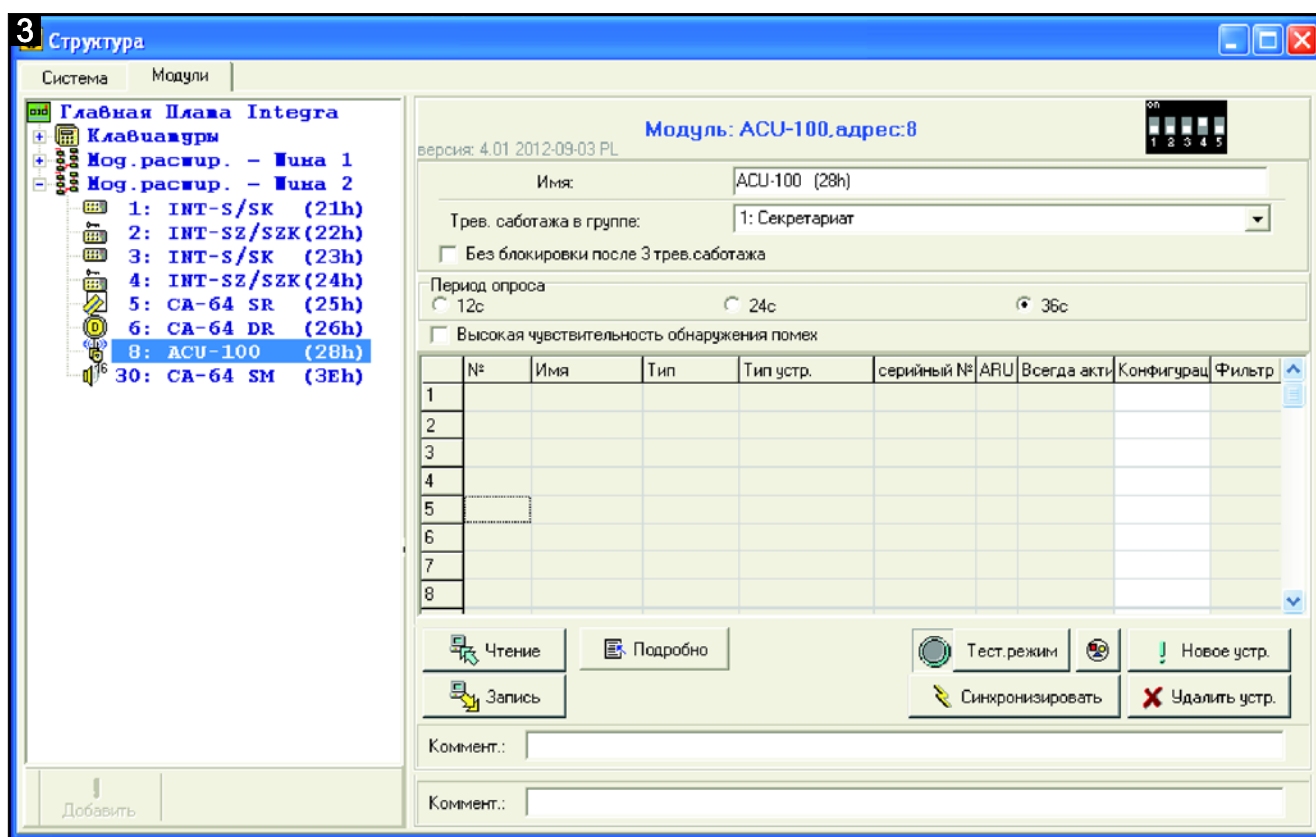 3
Структура
Система Модули
Главная Плата Integra
Клавиатуры
Мод.расшир. - Шина 1
Мод.расшир. - Шина 2
1: INT-S/SK (21h)
2: INT-SZ/SZK(22h)
3: INT-S/SK (23h)
4: INT-SZ/SZK(24h)
5: CA-64 SR (25h)
6: CA-64 DR (26h)
8: ACU-100 (28h)
30: CA-64 SM (3Eh)
Добавить
on
1 2 3 4 5
Модуль: ACU-100,адрес:8
версия: 4.01 2012-09-03 PL
Имя: ACU-100 (28h)
Трев. саботажа в группе: 1: Секретариат
Без блокировки после 3 трев.саботажа
Период опроса
12с 24с 36с
Высокая чувствительность обнаружения помех
№ Имя Тип Тип устр. серийный № ARU Всегда акти Конфигурац Фильтр
1
2
3
4
5
6
7
8
Чтение Подробно Тест.режим Новое устр.
Запись Синхронизировать Удалить устр.
Коммент.:
Коммент.: